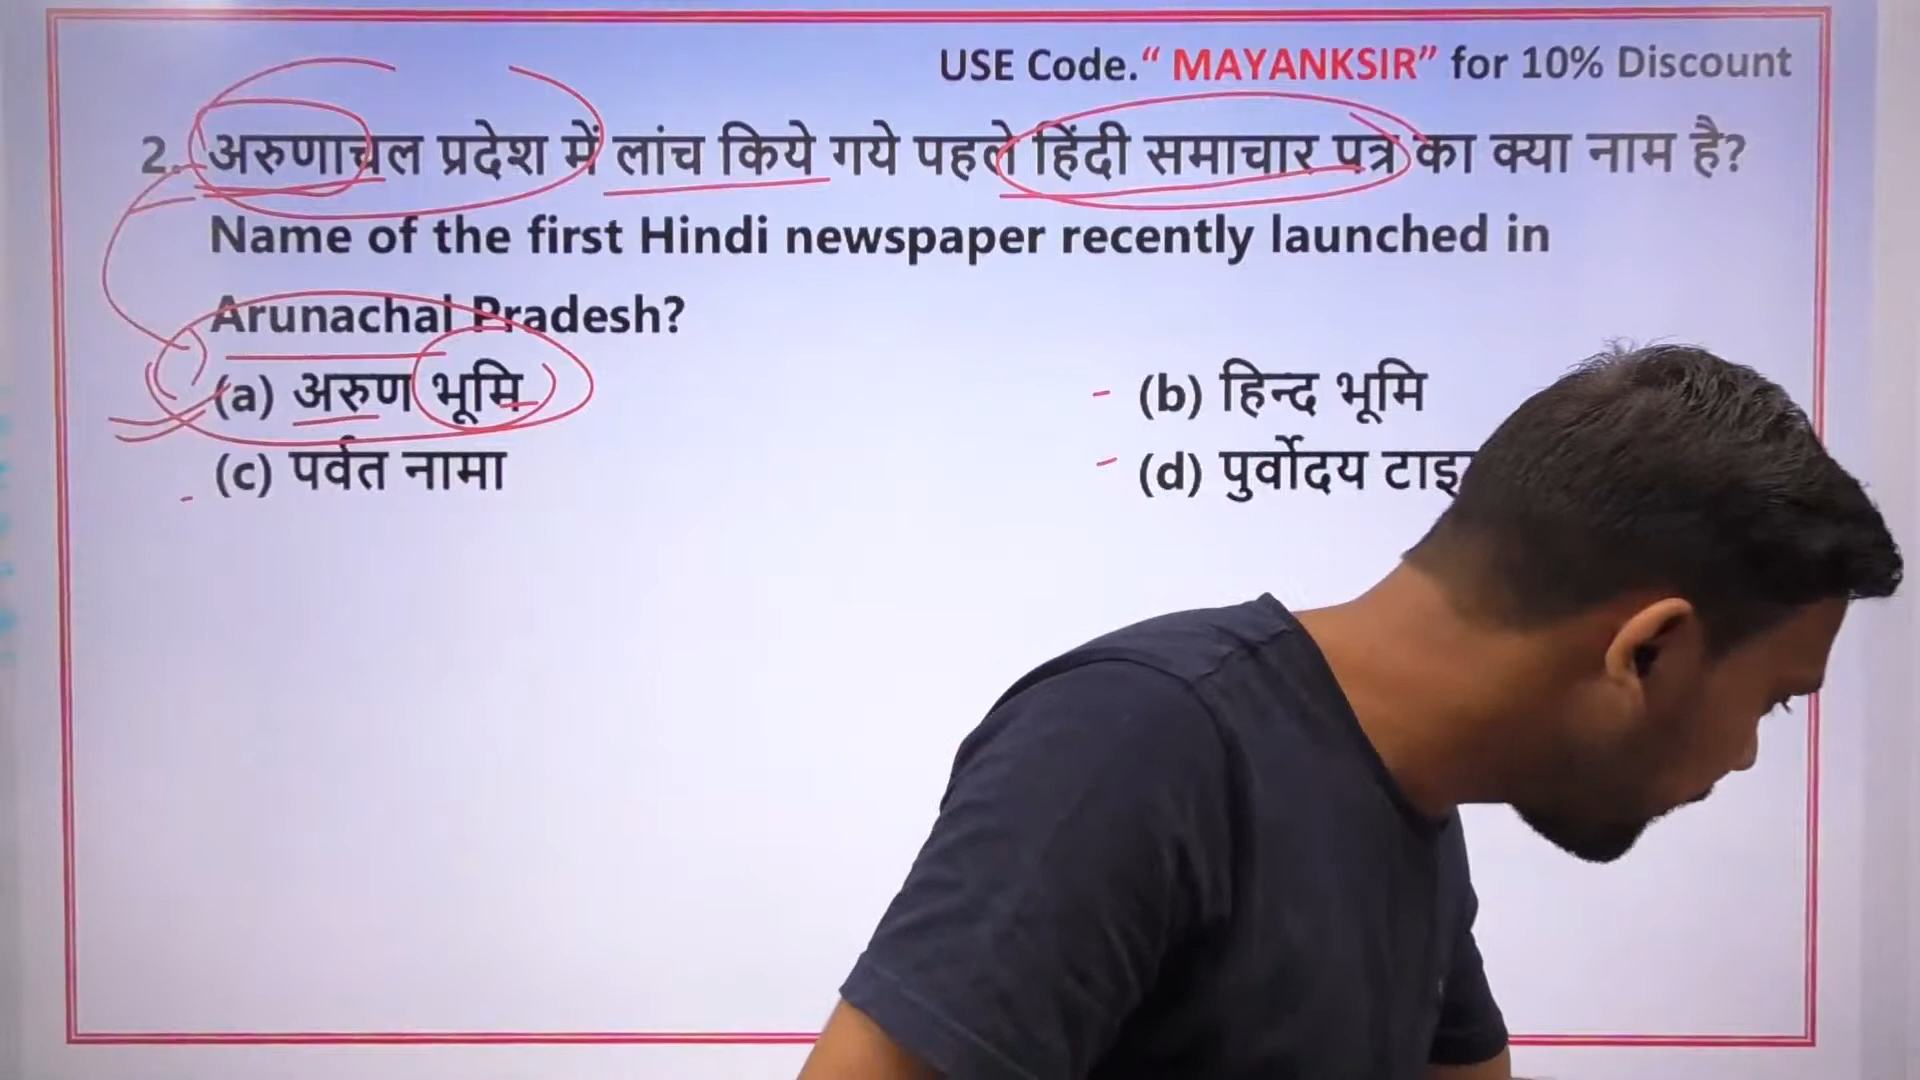 USE Code.“ MAYANKSIR” for 10% Discount
2. अरुणाचल प्रदेश में लांच किये गये पहले हिंदी समाचार पत्र का क्या नाम है?
Name of the first Hindi newspaper recently launched in
Arunachal Pradesh?
(a) अरुण भूमि (b) हिन्द भूमि
(c) पर्वत नामा (d) पुर्वोदय